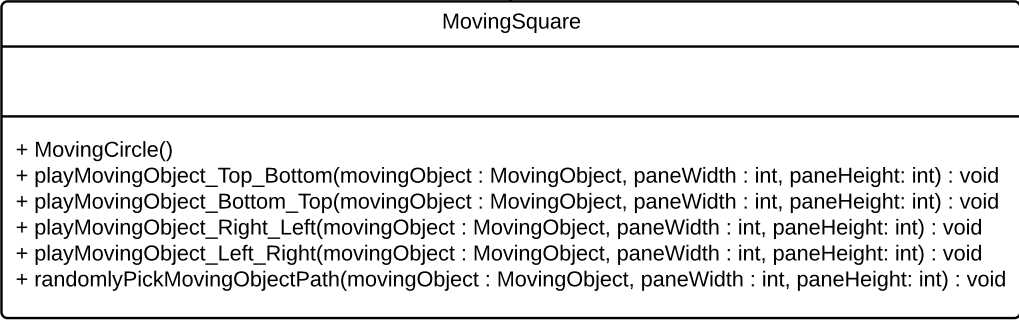 MovingSquare
+ MovingCircle()
+ playMovingObject_Top_Bottom(movingObject : MovingObject, paneWidth : int, paneHeight: int) : void
+ playMovingObject_Bottom_Top(movingObject : MovingObject, paneWidth : int, paneHeight: int) : void
+ playMovingObject_Right_Left(movingObject : MovingObject, paneWidth : int, paneHeight: int) : void
+ playMovingObject_Left_Right(movingObject : MovingObject, paneWidth : int, paneHeight: int) : void
+ randomlyPickMovingObjectPath(movingObject : MovingObject, paneWidth : int, paneHeight: int) : void